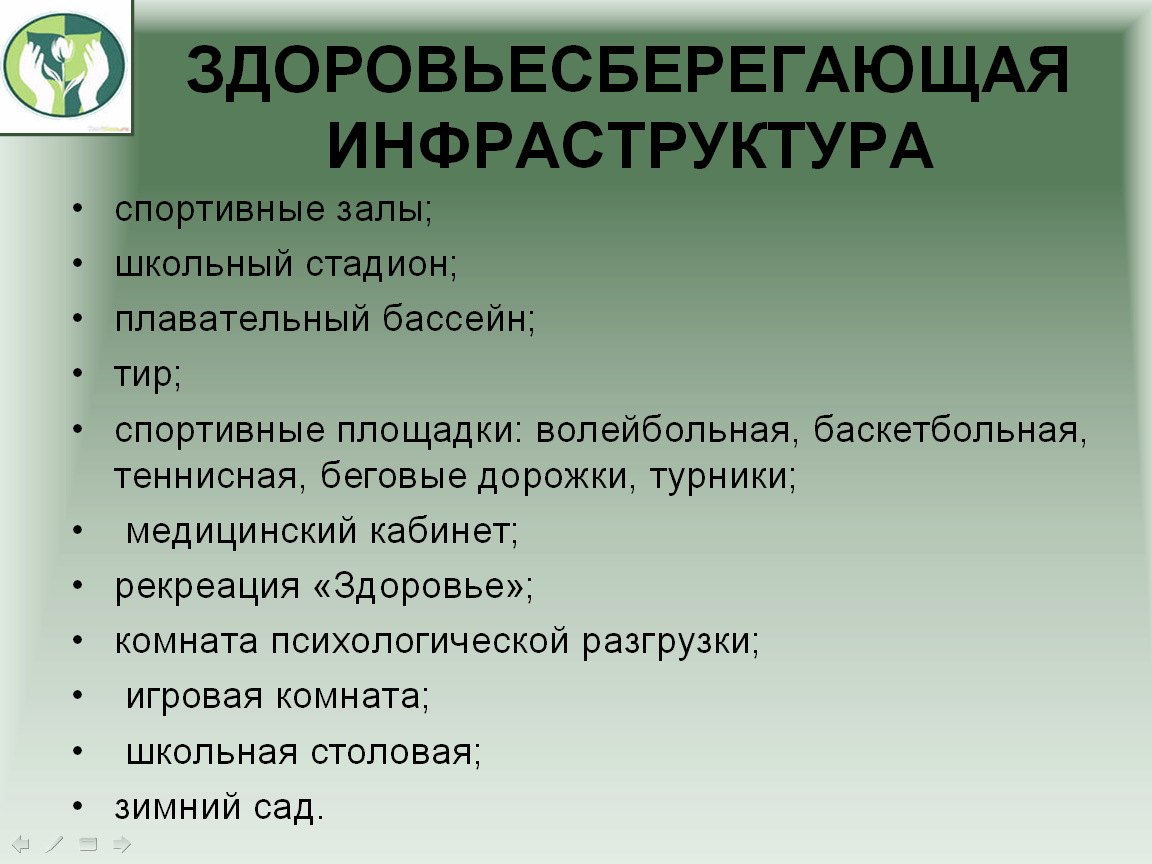 ЗДОРОВЬЕСБЕРЕГАЮЩАЯ
ИНФРАСТРУКТУРА
• спортивные залы;
• школьный стадион;
• плавательный бассейн;
• тир;
• спортивные площадки: волейбольная, баскетбольная,
теннисная, беговые дорожки, турники;
• медицинский кабинет;
• рекреация «Здоровье»;
• комната психологической разгрузки;
• игровая комната;
• школьная столовая;
• зимний сад.